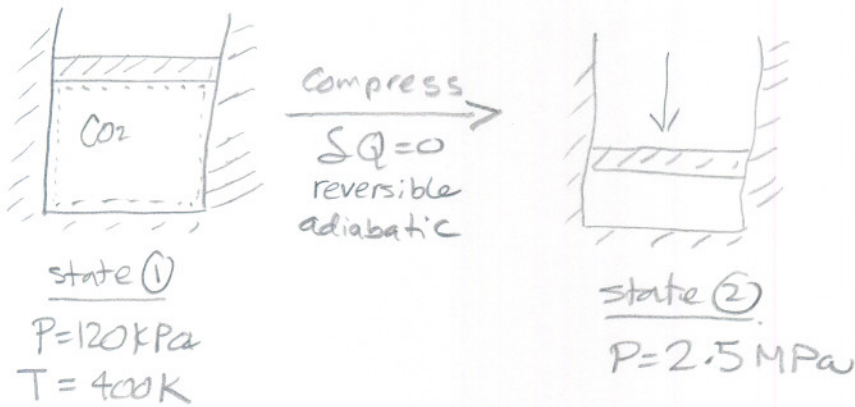 CO2
Compress
δQ=0
reversible
adiabatic
state ①
P=120kPa
T=400K
state ②
P=2.5MPa